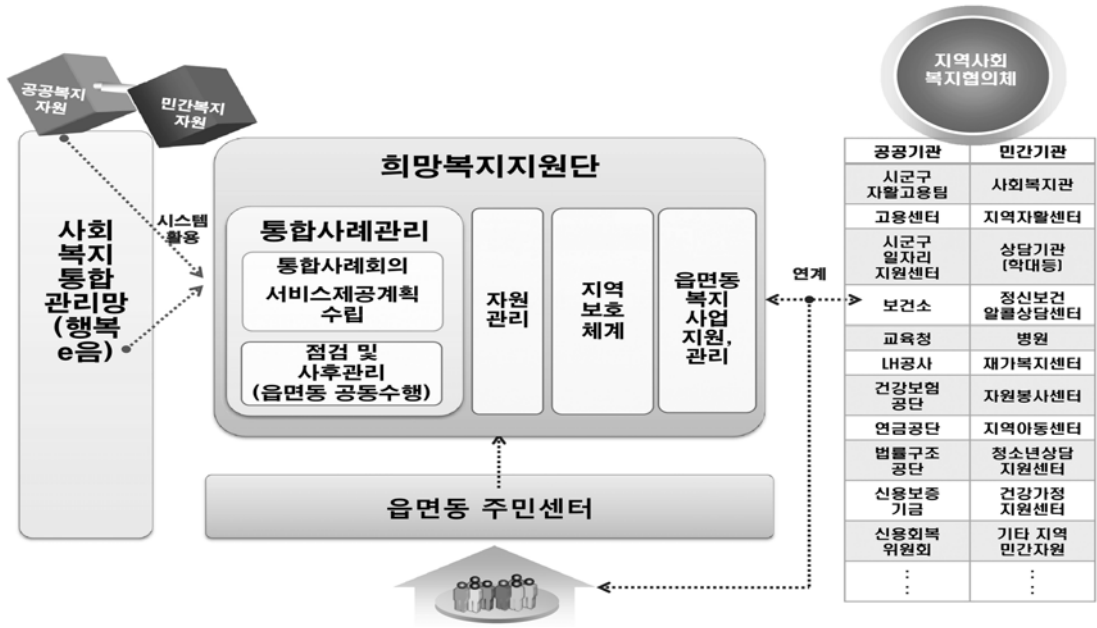 공공복지
자원
민간복지
자원
사회
복지
통합
관리망
(행복
e음)
시스템
활용
희망복지지원단
통합사례관리
통합사례회의
서비스제공계획
수립
점검 및
사후관리
(읍면동 공동수행)
자원
관리
지역
보호
체계
읍면동
복지
사업
지원,
관리
읍면동 주민센터
연계
지역사회
복지협의체
공공기관 민간기관
시군구
자활고용팀
사회복지관
고용센터
지역자활센터
시군구
일자리
지원센터
상담기관
(학대등)
보건소
정신보건
알콜상담센터
교육청
병원
LH공사
재가복지센터
건강보험
공단
자원봉사센터
연금공단
지역아동센터
법률구조
공단
청소년상담
지원센터
신용보증
기금
건강가정
지원센터
신용회복
위원회
기타 지역
민간자원